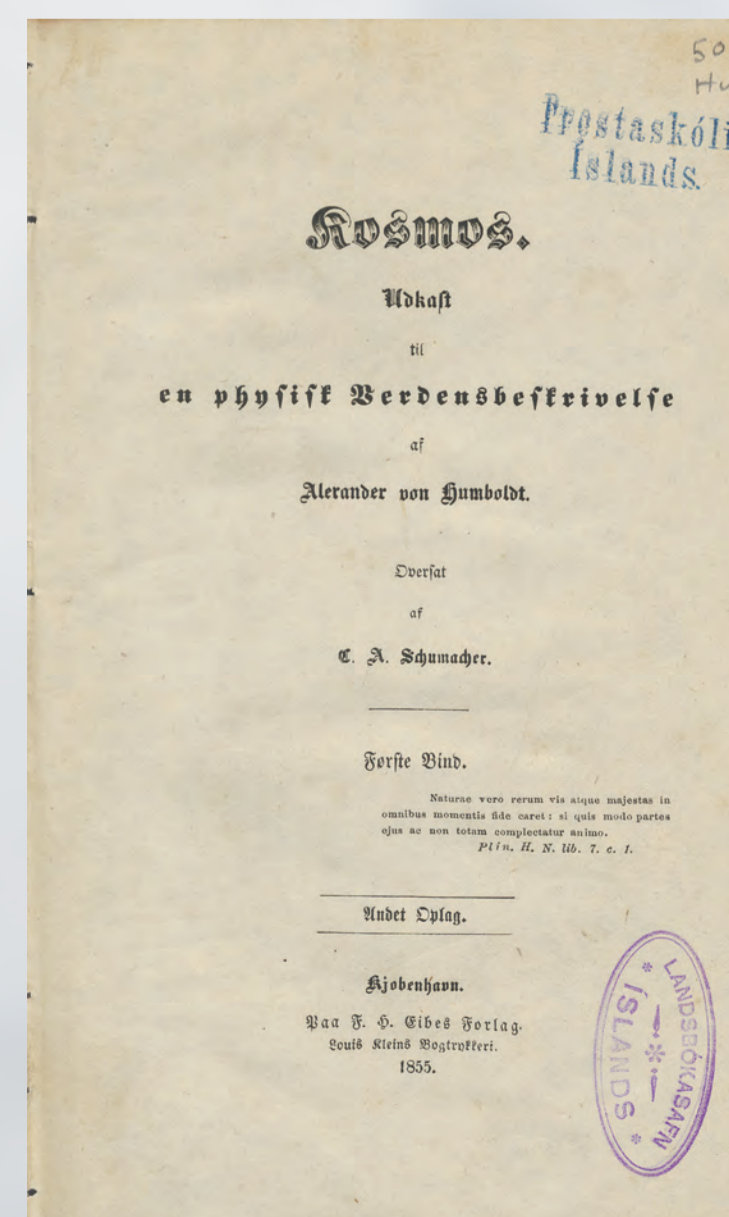 50
Hu
Prestaskóli
Íslands.
Kosmos.
Udkast
til
en physisk Verdensbeskrivelse
af
Alexander von Humboldt.
Oversat
af
C. A. Schumacher.
Første Bind.
Naturae vero rerum vis atque majestas in
omnibus momentis fide caret: si quis modo partes
ejus ac non totam complectatur animo.
Plin. H. N. lib. 7. c. 1.
Andet Oplag.
Kjøbenhavn.
Paa F. H. Eibes Forlag.
Louis Kleins Bogtrykkeri.
1855.
LANDSBÓKASAFN
* ÍSLANDS *